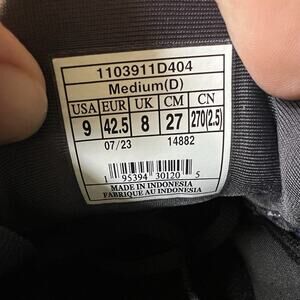 1103911D404
Medium(D)
USA EUR UK CM CN
9 42.5 8 27 270(2.5)
07/23 14882
1 95394 30120 5
MADE IN INDONESIA
FABRIQUÉ AU INDONESIA